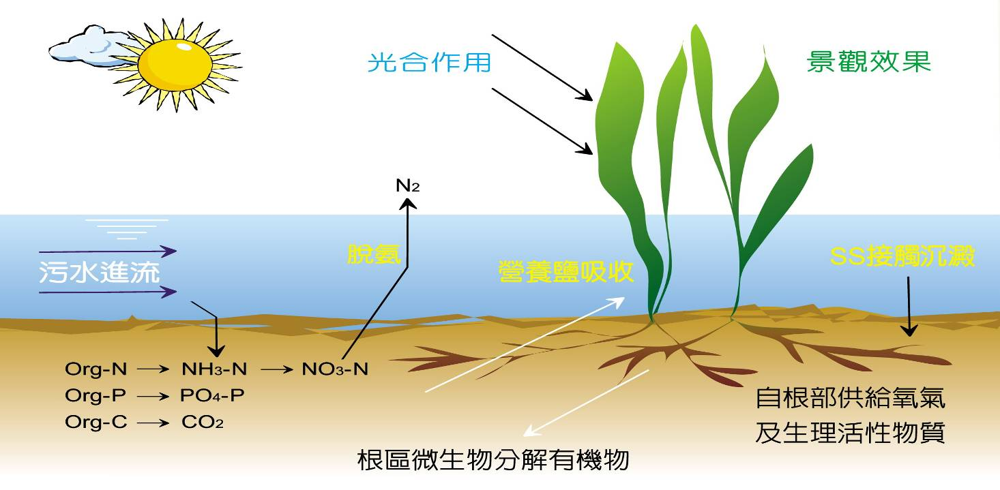 光合作用
景觀效果
N2
脫氨
污水進流
營養鹽吸收
SS接觸沉澱
Org-N → NH3-N → NO3-N
Org-P → PO4-P
Org-C → CO2
自根部供給氧氣
及生理活性物質
根區微生物分解有機物